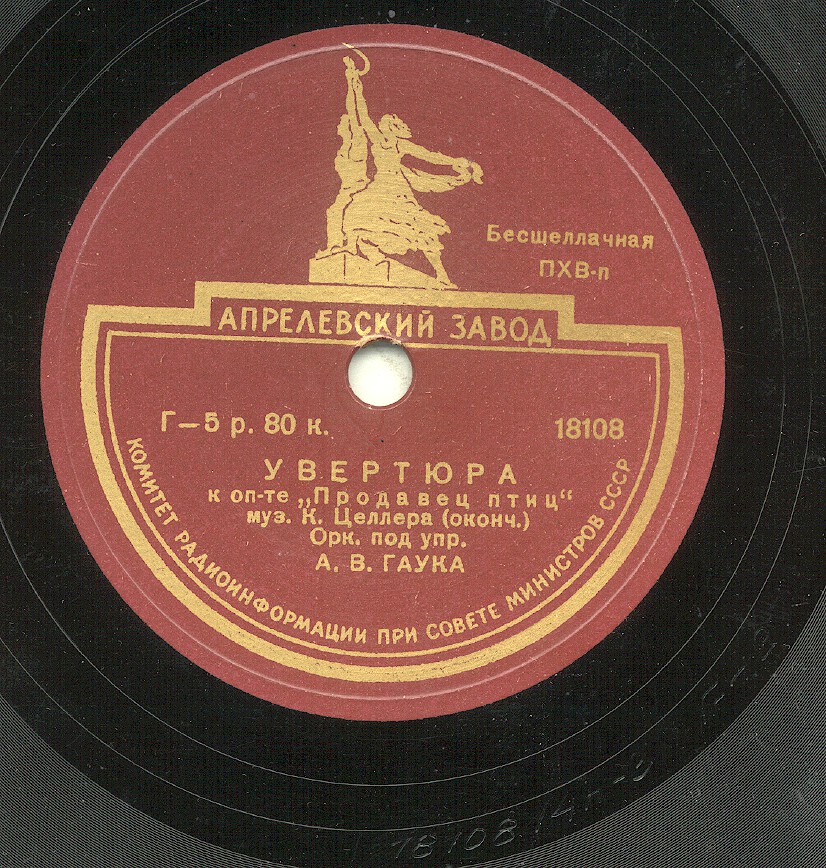 Бесшеллачная
ПХВ-п
АПРЕЛЕВСКИЙ ЗАВОД
Г—5 р. 80 к.
18108
УВЕРТЮРА
к оп-те „Продавец птиц“
муз. К. Целлера (оконч.)
Орк. под упр.
А. В. ГАУКА
КОМИТЕТ РАДИОИНФОРМАЦИИ ПРИ СОВЕТЕ МИНИСТРОВ СССР
18108